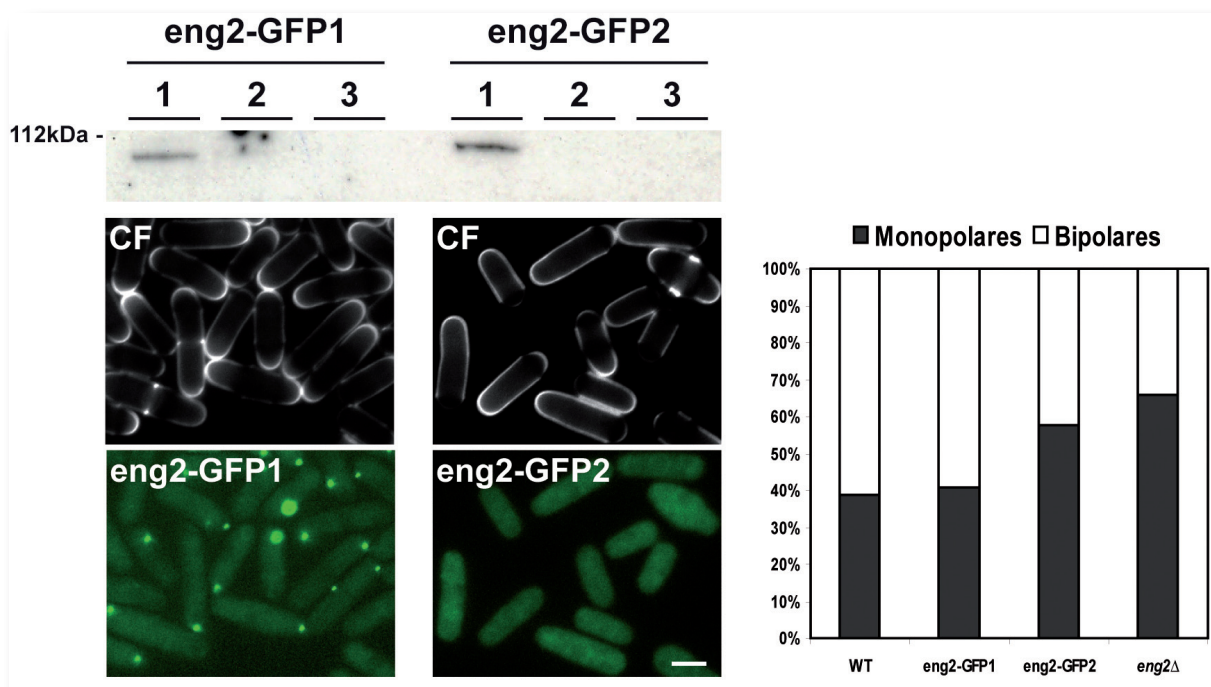 eng2-GFP1 eng2-GFP2
1 2 3 1 2 3
112kDa -
CF CF
Monopolares Bipolares
eng2-GFP1 eng2-GFP2
100%
90%
80%
70%
60%
50%
40%
30%
20%
10%
0%
WT eng2-GFP1 eng2-GFP2 eng2Δ